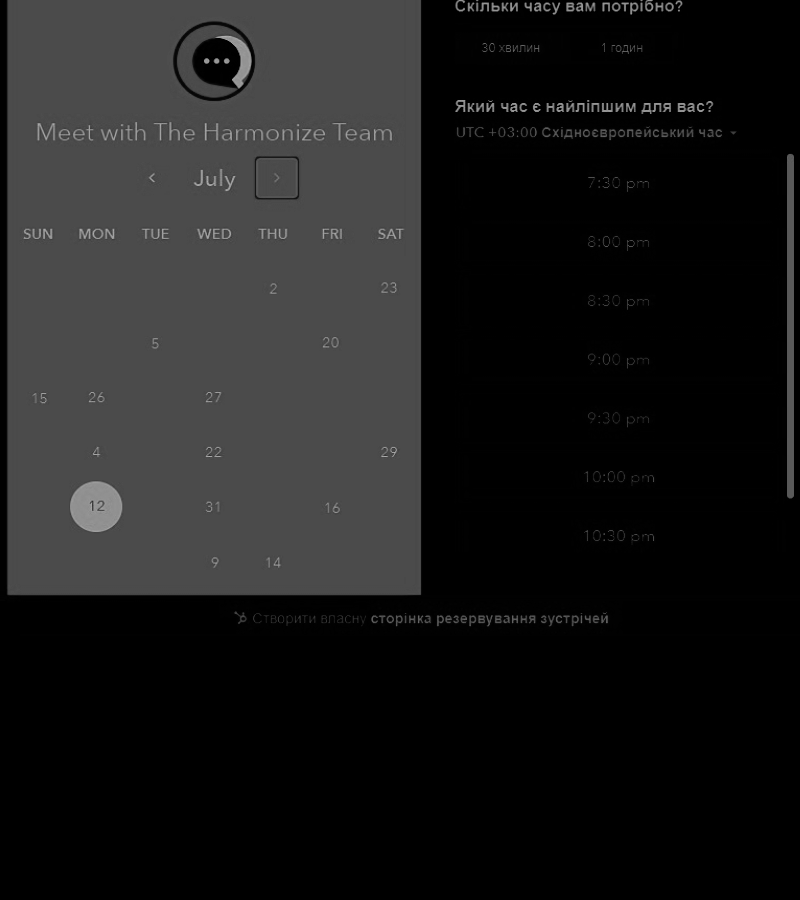 Скільки часу вам потрібно?
30 хвилин 1 годин
Meet with The Harmonize Team
July
SUN MON TUE WED THU FRI SAT
2 23
5 20
15 26 27
4 22 29
12 31 16
9 14
Який час є найліпшим для вас?
UTC +03:00 Східноєвропейський час
7:30 pm
8:00 pm
8:30 pm
9:00 pm
9:30 pm
10:00 pm
10:30 pm
Створити власну сторінка резервування зустрічей